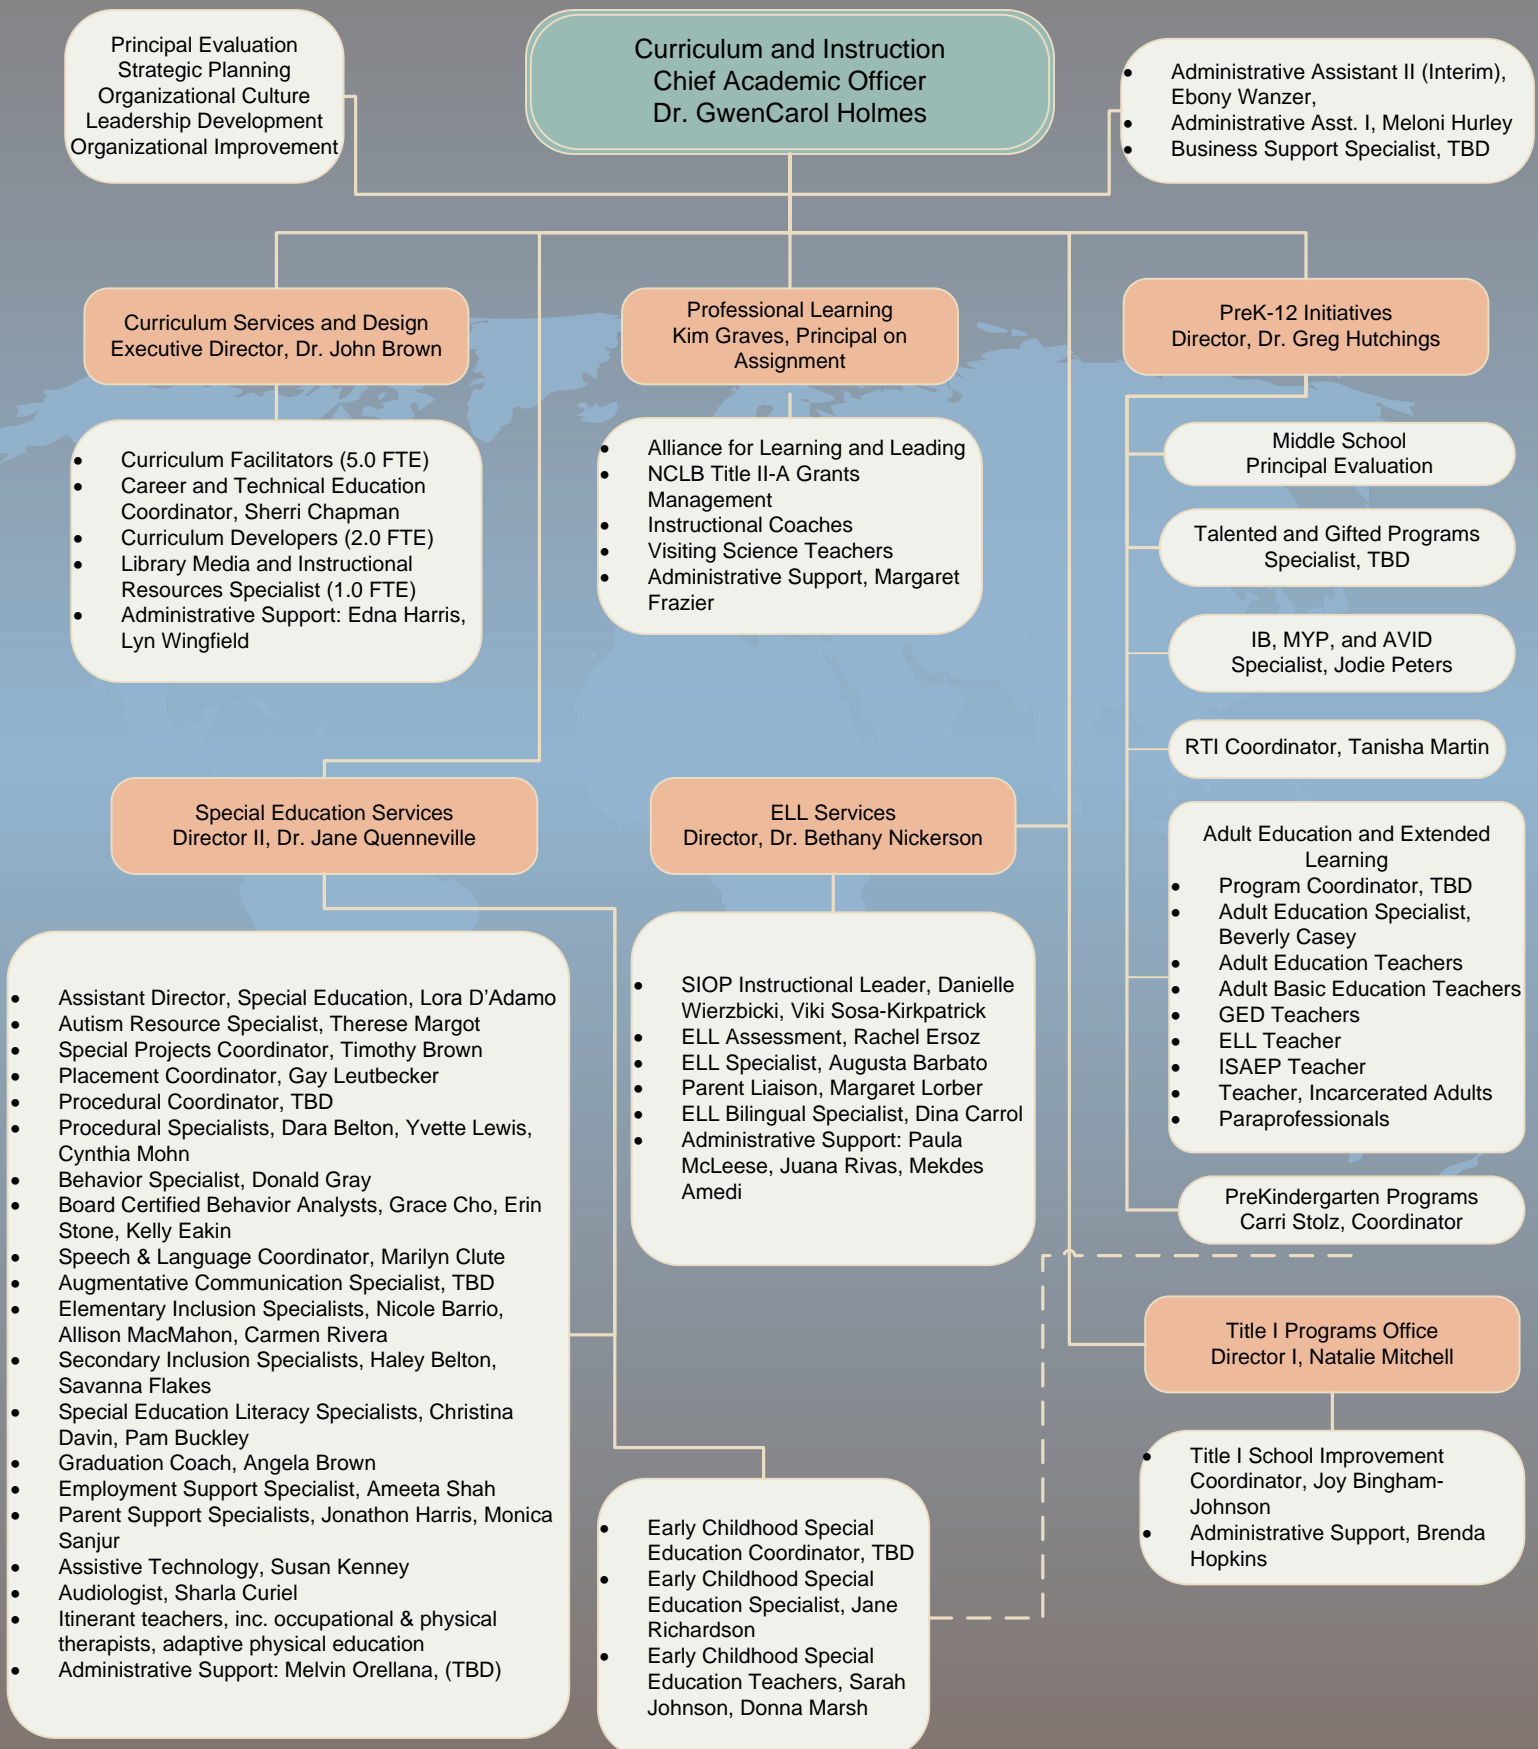 Principal Evaluation
Strategic Planning
Organizational Culture
Leadership Development
Organizational Improvement
Curriculum and Instruction
Chief Academic Officer
Dr. GwenCarol Holmes
• Administrative Assistant II (Interim),
Ebony Wanzer,
• Administrative Asst. I, Meloni Hurley
• Business Support Specialist, TBD
Curriculum Services and Design
Executive Director, Dr. John Brown
Professional Learning
Kim Graves, Principal on
Assignment
PreK-12 Initiatives
Director, Dr. Greg Hutchings
• Curriculum Facilitators (5.0 FTE)
• Career and Technical Education
Coordinator, Sherri Chapman
• Curriculum Developers (2.0 FTE)
• Library Media and Instructional
Resources Specialist (1.0 FTE)
• Administrative Support: Edna Harris,
Lyn Wingfield
• Alliance for Learning and Leading
• NCLB Title II-A Grants
Management
• Instructional Coaches
• Visiting Science Teachers
• Administrative Support, Margaret
Frazier
Middle School
Principal Evaluation
Talented and Gifted Programs
Specialist, TBD
IB, MYP, and AVID
Specialist, Jodie Peters
RTI Coordinator, Tanisha Martin
Adult Education and Extended
Learning
• Program Coordinator, TBD
• Adult Education Specialist,
Beverly Casey
• Adult Education Teachers
• Adult Basic Education Teachers
• GED Teachers
• ELL Teacher
• ISAEP Teacher
• Teacher, Incarcerated Adults
• Paraprofessionals
PreKindergarten Programs
Carri Stolz, Coordinator
Special Education Services
Director II, Dr. Jane Quenneville
ELL Services
Director, Dr. Bethany Nickerson
• Assistant Director, Special Education, Lora D'Adamo
• Autism Resource Specialist, Therese Margot
• Special Projects Coordinator, Timothy Brown
• Placement Coordinator, Gay Leutbecker
• Procedural Coordinator, TBD
• Procedural Specialists, Dara Belton, Yvette Lewis,
Cynthia Mohn
• Behavior Specialist, Donald Gray
• Board Certified Behavior Analysts, Grace Cho, Erin
Stone, Kelly Eakin
• Speech & Language Coordinator, Marilyn Clute
• Augmentative Communication Specialist, TBD
• Elementary Inclusion Specialists, Nicole Barrio,
Allison MacMahon, Carmen Rivera
• Secondary Inclusion Specialists, Haley Belton,
Savanna Flakes
• Special Education Literacy Specialists, Christina
Davin, Pam Buckley
• Graduation Coach, Angela Brown
• Employment Support Specialist, Ameeta Shah
• Parent Support Specialists, Jonathon Harris, Monica
Sanjur
• Assistive Technology, Susan Kenney
• Audiologist, Sharla Curiel
• Itinerant teachers, inc. occupational & physical
therapists, adaptive physical education
• Administrative Support: Melvin Orellana, (TBD)
• SIOP Instructional Leader, Danielle
Wierzbicki, Viki Sosa-Kirkpatrick
• ELL Assessment, Rachel Ersoz
• ELL Specialist, Augusta Barbato
• Parent Liaison, Margaret Lorber
• ELL Bilingual Specialist, Dina Carrol
• Administrative Support: Paula
McLeese, Juana Rivas, Mekdes
Amedi
• Early Childhood Special
Education Coordinator, TBD
• Early Childhood Special
Education Specialist, Jane
Richardson
• Early Childhood Special
Education Teachers, Sarah
Johnson, Donna Marsh
Title I Programs Office
Director I, Natalie Mitchell
• Title I School Improvement
Coordinator, Joy Bingham-
Johnson
• Administrative Support, Brenda
Hopkins